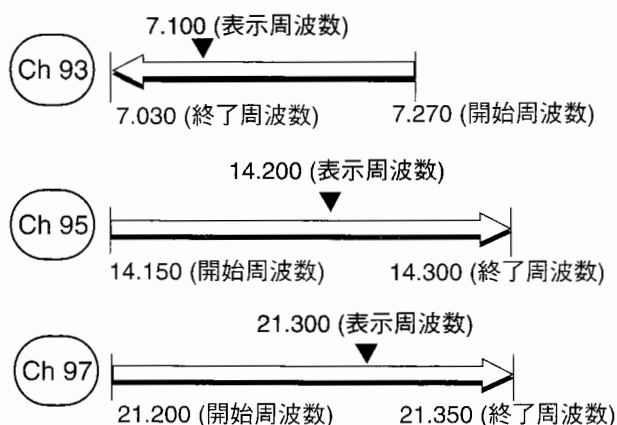 7.100 (表示周波数)
Ch 93
7.030 (終了周波数) 7.270 (開始周波数)
14.200 (表示周波数)
Ch 95
14.150 (開始周波数) 14.300 (終了周波数)
21.300 (表示周波数)
Ch 97
21.200 (開始周波数) 21.350 (終了周波数)